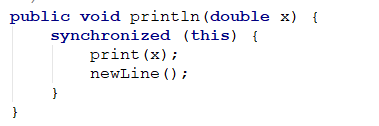 public void println(double x) {
    synchronized (this) {
        print(x);
        newLine();
    }
}